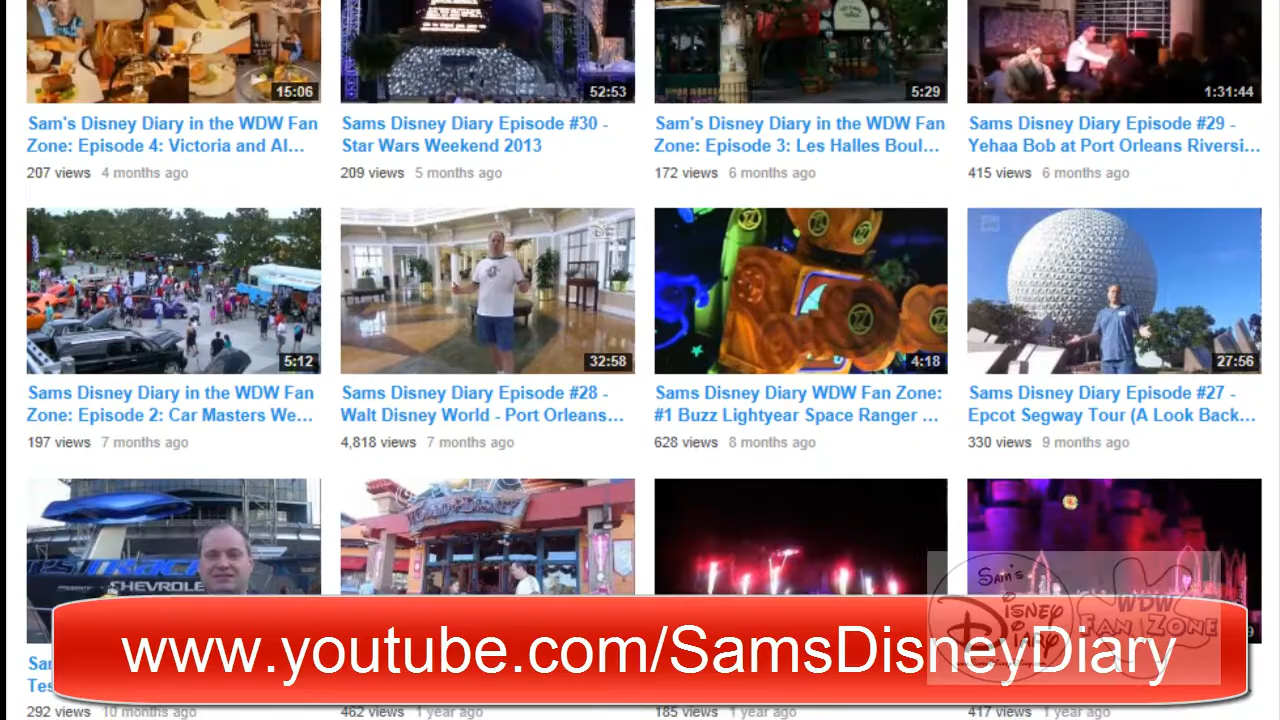 15:06
52:53
5:29
1:31:44
Sam's Disney Diary in the WDW Fan
Zone: Episode 4: Victoria and Al...
207 views 4 months ago
Sams Disney Diary Episode #30 -
Star Wars Weekend 2013
209 views 5 months ago
Sam's Disney Diary in the WDW Fan
Zone: Episode 3: Les Halles Boul...
172 views 6 months ago
Sams Disney Diary Episode #29 -
Yehaa Bob at Port Orleans Riversi...
415 views 6 months ago
5:12
32:58
4:18
27:56
Sams Disney Diary in the WDW Fan
Zone: Episode 2: Car Masters We...
197 views 7 months ago
Sams Disney Diary Episode #28 -
Walt Disney World - Port Orleans...
4,818 views 7 months ago
Sams Disney Diary WDW Fan Zone:
#1 Buzz Lightyear Space Ranger ...
628 views 8 months ago
Sams Disney Diary Episode #27 -
Epcot Segway Tour (A Look Back...
330 views 9 months ago
CHEVROLET
Sam's
Disney
Diary
WDW
FAN ZONE
www.youtube.com/SamsDisneyDiary
292 views 10 months ago
462 views 1 year ago
185 views 1 year ago
417 views 1 year ago